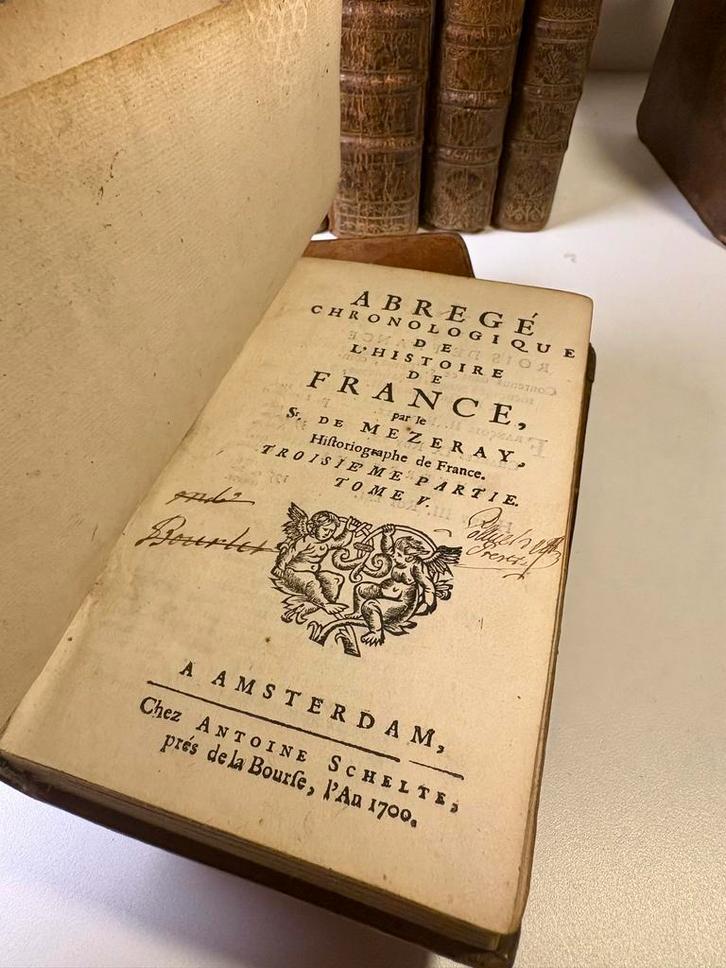 ABREGÉ
CHRONOLOGIQUE
DE
L'HISTOIRE
DE
FRANCE,
par le
Sr. DE MEZERAY,
Hiſtoriographe de France.
TROISIEME PARTIE.
TOME V.
A AMSTERDAM,
Chez ANTOINE SCHELTE,
prés de la Bourſe, l'An 1700.